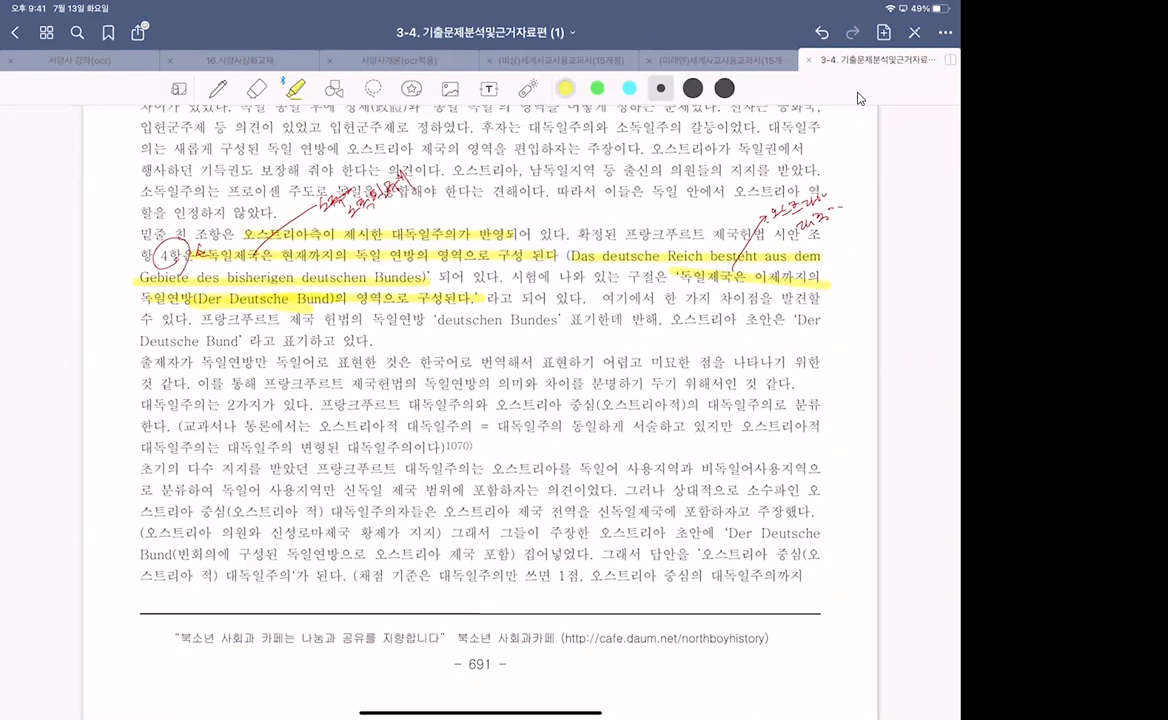 오후 9:41 7월 13일 화요일
49%
3-4. 기출문제분석및근거자료편 (1)
서양사 강좌(ocr)
16.서양사심화교재
서양사개론(ocr적용)
(비상)세계사교사용교과서(15개정)
(미래엔)세계사교사용교과서(15개…
3-4. 기출문제분석및근거자료…
차이가 있었다. 독일 통일 후에 정체(政體)와 통일 독일의 영역을 어떻게 정하는 문제였다. 전자는 공화국,
입헌군주제 등 의견이 있었고 입헌군주제로 정하였다. 후자는 대독일주의와 소독일주의 갈등이었다. 대독일주
의는 새롭게 구성된 독일 연방에 오스트리아 제국의 영역을 편입하자는 주장이다. 오스트리아가 독일권에서
행사하던 기득권도 보장해 줘야 한다는 의견이다. 오스트리아, 남독일지역 등 출신의 의원들의 지지를 받았다.
소독일주의는 프로이센 주도로 독일을 통합해야 한다는 견해이다. 따라서 이들은 독일 안에서 오스트리아 역
할을 인정하지 않았다.
밑줄 친 조항은 오스트리아측이 제시한 대독일주의가 반영되어 있다. 확정된 프랑크푸르트 제국헌법 시안 조
항 4항은 독일제국은 현재까지의 독일 연방의 영역으로 구성 된다 (Das deutsche Reich besteht aus dem
Gebiete des bisherigen deutschen Bundes)’ 되어 있다. 시험에 나와 있는 구절은 ‘독일제국은 이제까지의
독일연방(Der Deutsche Bund)의 영역으로 구성된다.’ 라고 되어 있다. 여기에서 한 가지 차이점을 발견할
수 있다. 프랑크푸르트 제국 헌법의 독일연방 ‘deutschen Bundes’ 표기한데 반해, 오스트리아 초안은 ‘Der
Deutsche Bund’ 라고 표기하고 있다.
출제자가 독일연방만 독일어로 표현한 것은 한국어로 번역해서 표현하기 어렵고 미묘한 점을 나타나기 위한
것 같다. 이를 통해 프랑크푸르트 제국헌법의 독일연방의 의미와 차이를 분명하기 두기 위해서인 것 같다.
대독일주의는 2가지가 있다. 프랑크푸르트 대독일주의와 오스트리아 중심(오스트리아적)의 대독일주의로 분류
한다. (교과서나 통론에서는 오스트리아적 대독일주의 = 대독일주의 동일하게 서술하고 있지만 오스트리아적
대독일주의는 대독일주의 변형된 대독일주의이다)1070)
초기의 다수 지지를 받았던 프랑크푸르트 대독일주의는 오스트리아를 독일어 사용지역과 비독일어사용지역으
로 분류하여 독일어 사용지역만 신독일 제국 범위에 포함하자는 의견이었다. 그러나 상대적으로 소수파인 오
스트리아 중심(오스트리아 적) 대독일주의자들은 오스트리아 제국 전역을 신독일제국에 포함하자고 주장했다.
(오스트리아 의원와 신성로마제국 황제가 지지) 그래서 그들이 주장한 오스트리아 초안에 ‘Der Deutsche
Bund(빈회의에 구성된 독일연방으로 오스트리아 제국 포함) 집어넣었다. 그래서 답안을 ’오스트리아 중심(오
스트리아 적) 대독일주의‘가 된다. (채점 기준은 대독일주의만 쓰면 1점, 오스트리아 중심의 대독일주의까지
“북소년 사회과 카페는 나눔과 공유를 지향합니다” 북소년 사회과카페 (http://cafe.daum.net/northboyhistory)
- 691 -